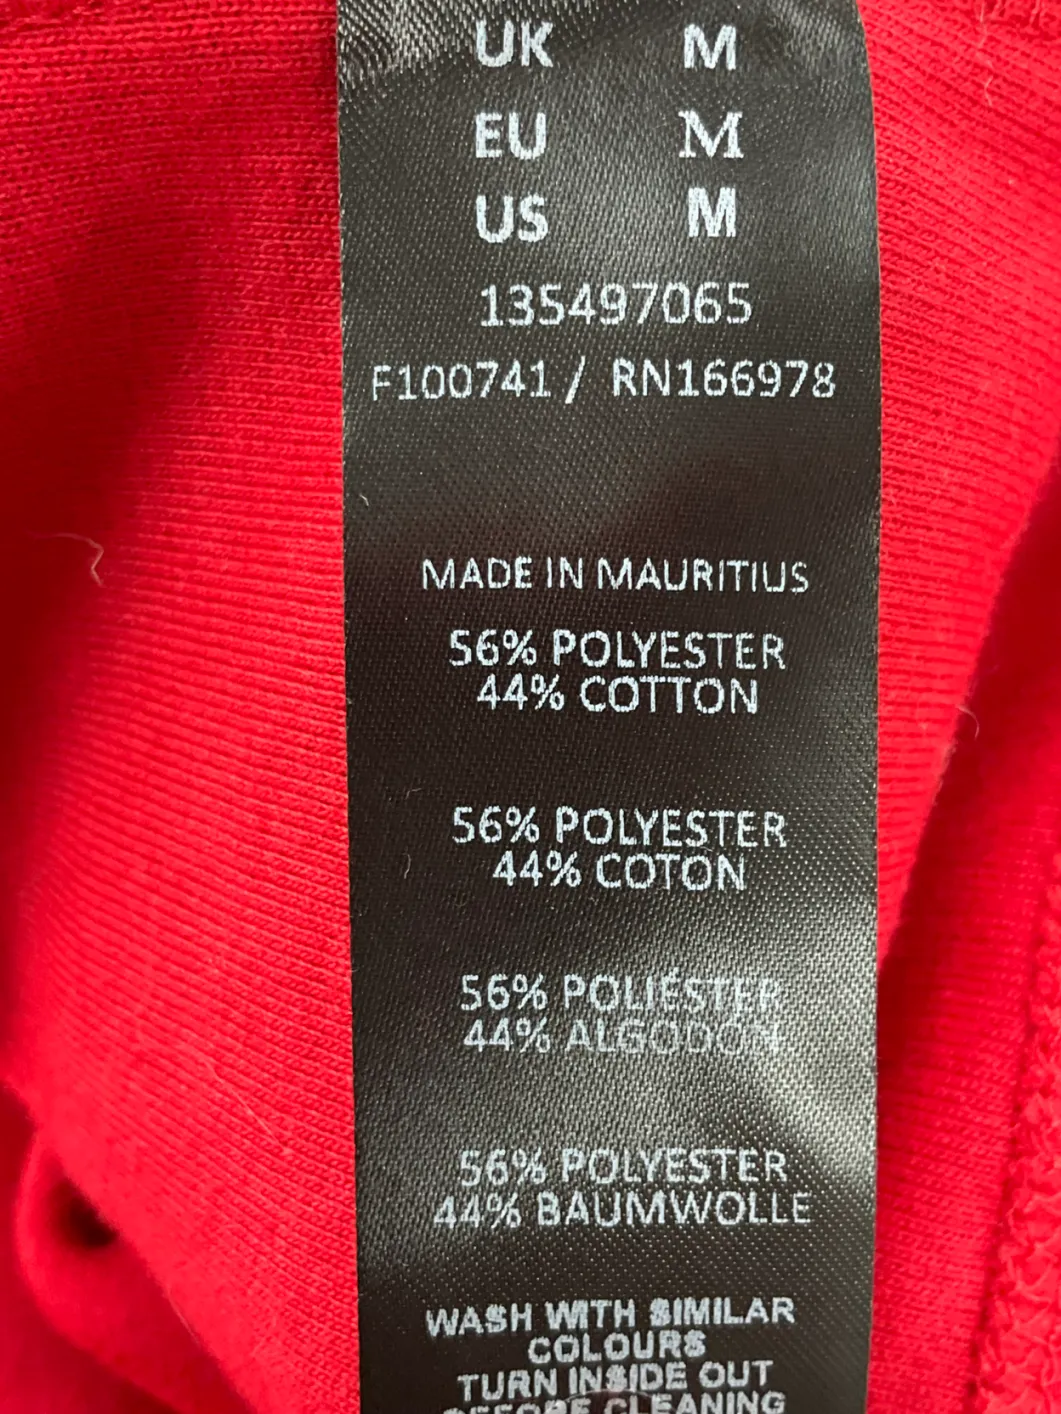 UK M
EU M
US M
135497065
F100741 / RN166978
MADE IN MAURITIUS
56% POLYESTER
44% COTTON
56% POLYESTER
44% COTON
56% POLIÉSTER
44% ALGODÓN
56% POLYESTER
44% BAUMWOLLE
WASH WITH SIMILAR
COLOURS
TURN INSIDE OUT
BEFORE CLEANING